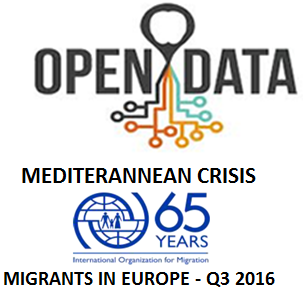 OPEN DATA
MEDITERANNEAN CRISIS
65
YEARS
International Organization for Migration
MIGRANTS IN EUROPE - Q3 2016